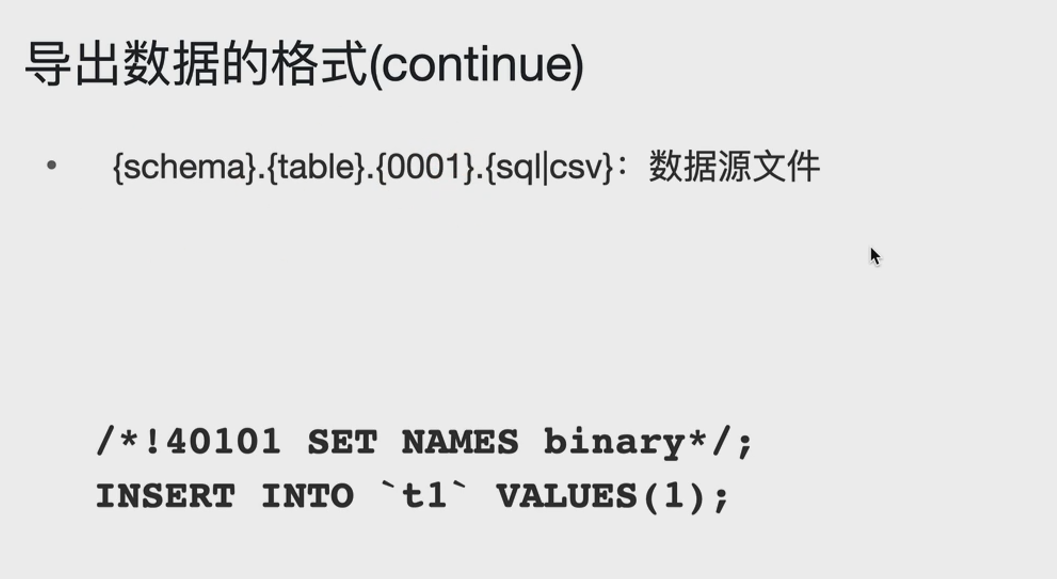 导出数据的格式(continue)
• {schema}.{table}.{0001}.{sql|csv}：数据源文件
/*!40101 SET NAMES binary*/;
INSERT INTO `t1` VALUES(1);